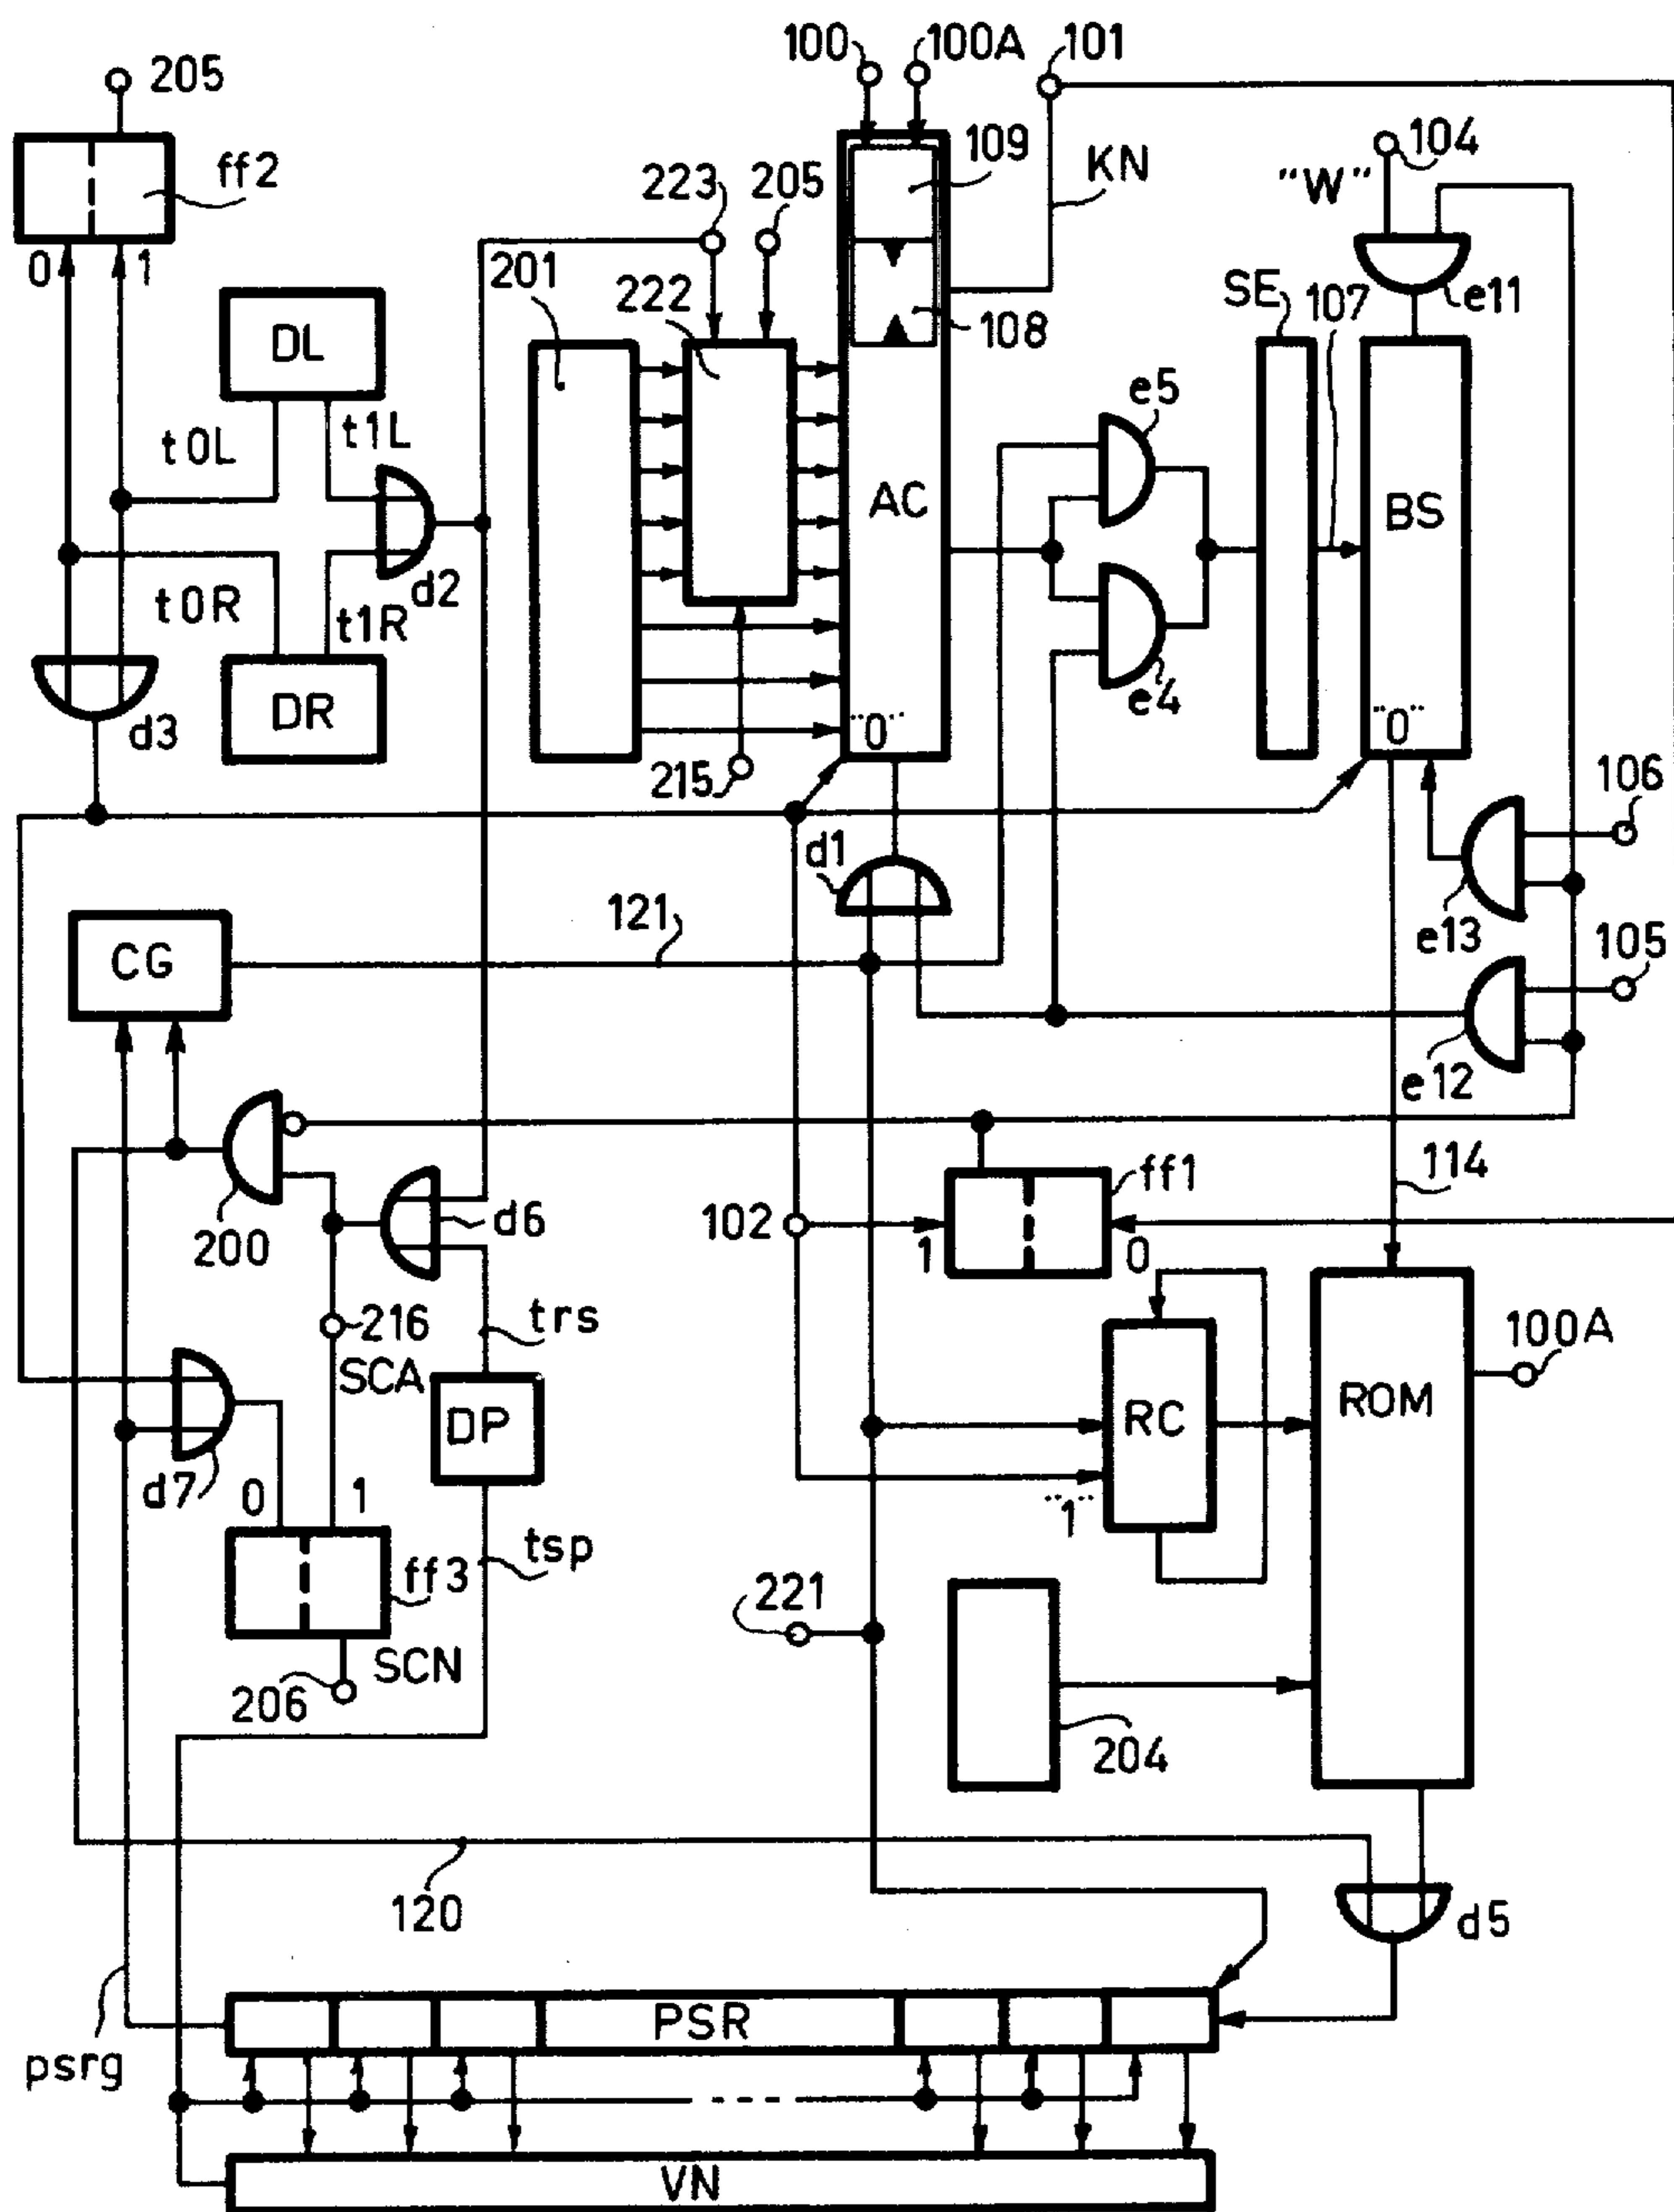 100 100A 101
205
ff2
0 1
223 205
109
KN
104
"W"
201 222
108
SE 107
e11
DL
t0L t1L
d2
t0R t1R
DR
d3
AC
e5
e4
BS
"0"
"0"
215
106
d1
121
e13
105
CG
e12
200
d6
102
ff1
1 0
114
216
SCA
trs
DP
100A
RC
ROM
d7 0 1
"1"
ff3
tsp
SCN
206
221
204
120
d5
PSR
psrg
VN